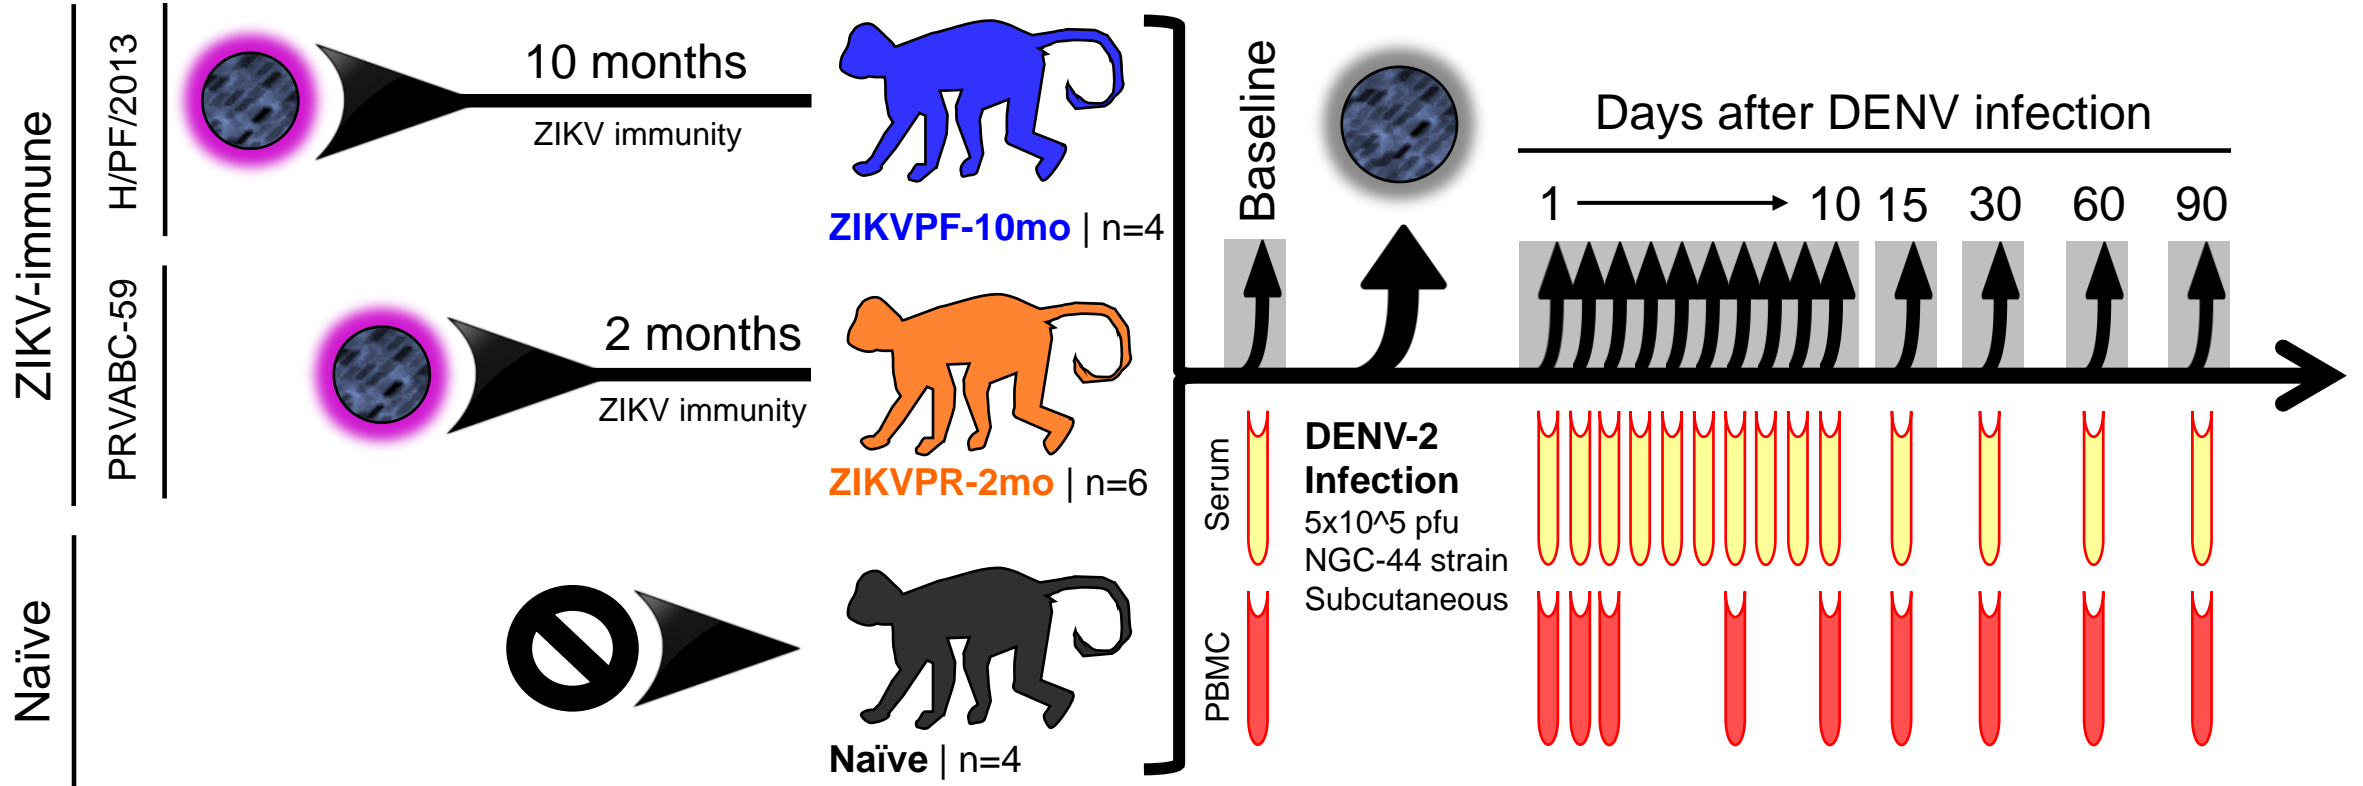 ZIKV-immune
H/PF/2013
10 months
ZIKV immunity
ZIKVPF-10mo | n=4
PRVABC-59
2 months
ZIKV immunity
ZIKVPR-2mo | n=6
Naïve
Naïve | n=4
Baseline
Days after DENV infection
1 10 15 30 60 90
Serum
DENV-2
Infection
5x10^5 pfu
NGC-44 strain
Subcutaneous
PBMC